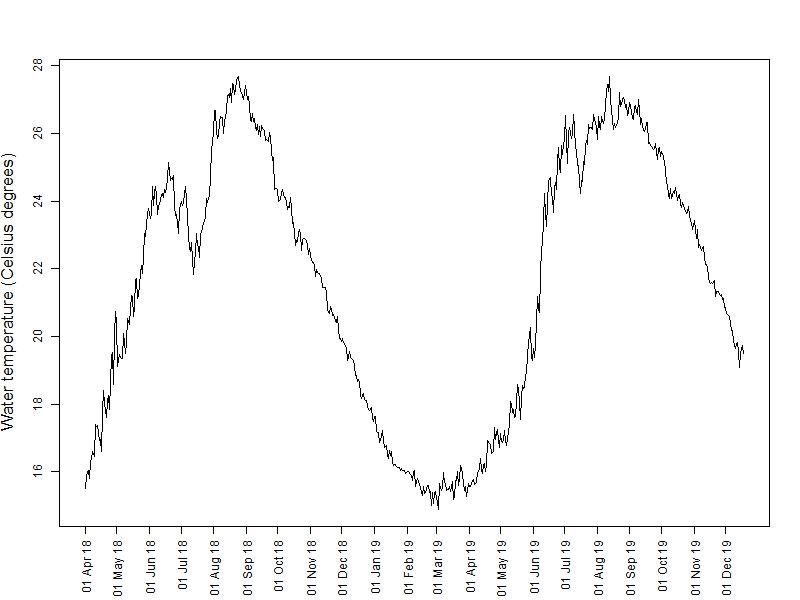 Water temperature (Celsius degrees)
28
26
24
22
20
18
16
01 Apr 18
01 May 18
01 Jun 18
01 Jul 18
01 Aug 18
01 Sep 18
01 Oct 18
01 Nov 18
01 Dec 18
01 Jan 19
01 Feb 19
01 Mar 19
01 Apr 19
01 May 19
01 Jun 19
01 Jul 19
01 Aug 19
01 Sep 19
01 Oct 19
01 Nov 19
01 Dec 19